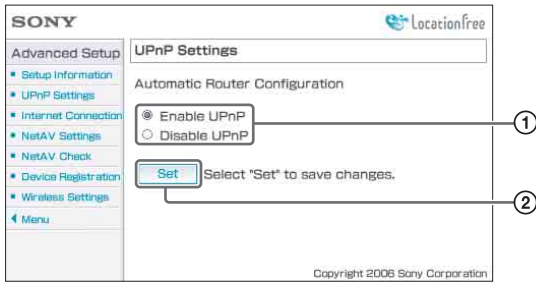 SONY
LocationFree
Advanced Setup
Setup Information
UPnP Settings
Internet Connection
NetAV Settings
NetAV Check
Device Registration
Wireless Settings
Menu
UPnP Settings
Automatic Router Configuration
Enable UPnP
Disable UPnP
1
Set Select "Set" to save changes.
2
Copyright 2006 Sony Corporation